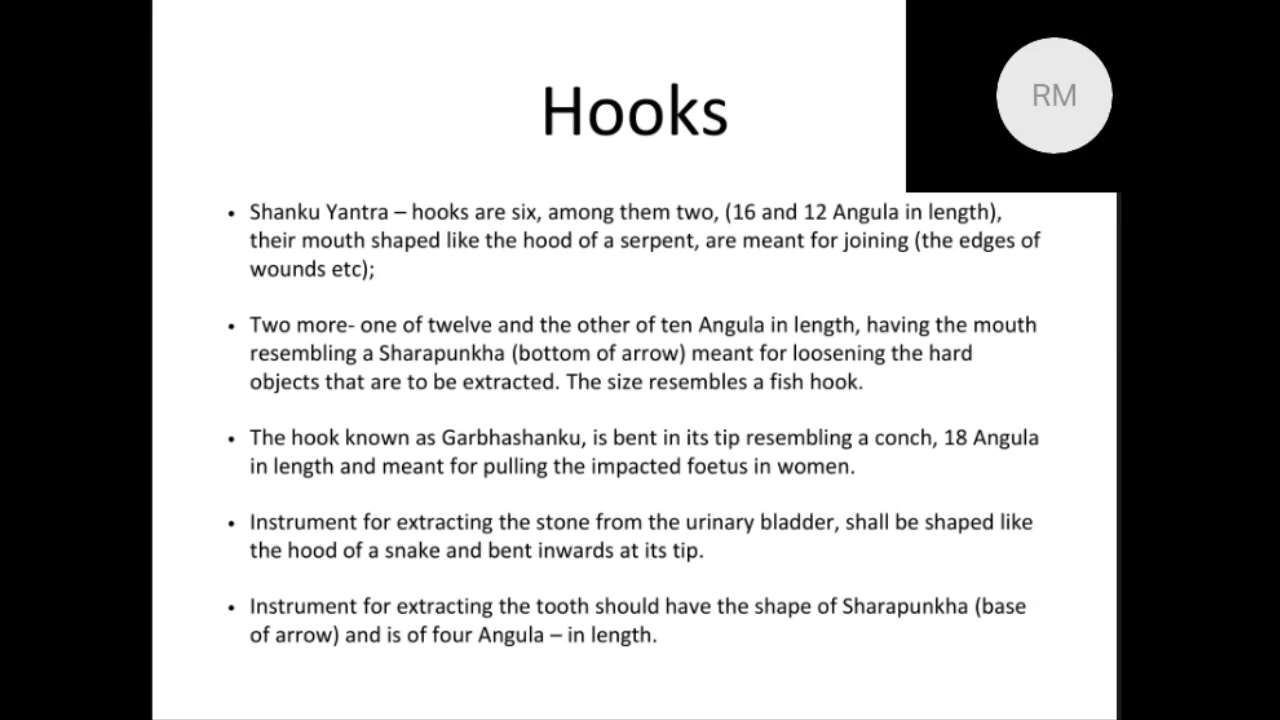 Hooks
RM
• Shanku Yantra – hooks are six, among them two, (16 and 12 Angula in length),
their mouth shaped like the hood of a serpent, are meant for joining (the edges of
wounds etc);
• Two more- one of twelve and the other of ten Angula in length, having the mouth
resembling a Sharapunkha (bottom of arrow) meant for loosening the hard
objects that are to be extracted. The size resembles a fish hook.
• The hook known as Garbhashanku, is bent in its tip resembling a conch, 18 Angula
in length and meant for pulling the impacted foetus in women.
• Instrument for extracting the stone from the urinary bladder, shall be shaped like
the hood of a snake and bent inwards at its tip.
• Instrument for extracting the tooth should have the shape of Sharapunkha (base
of arrow) and is of four Angula – in length.